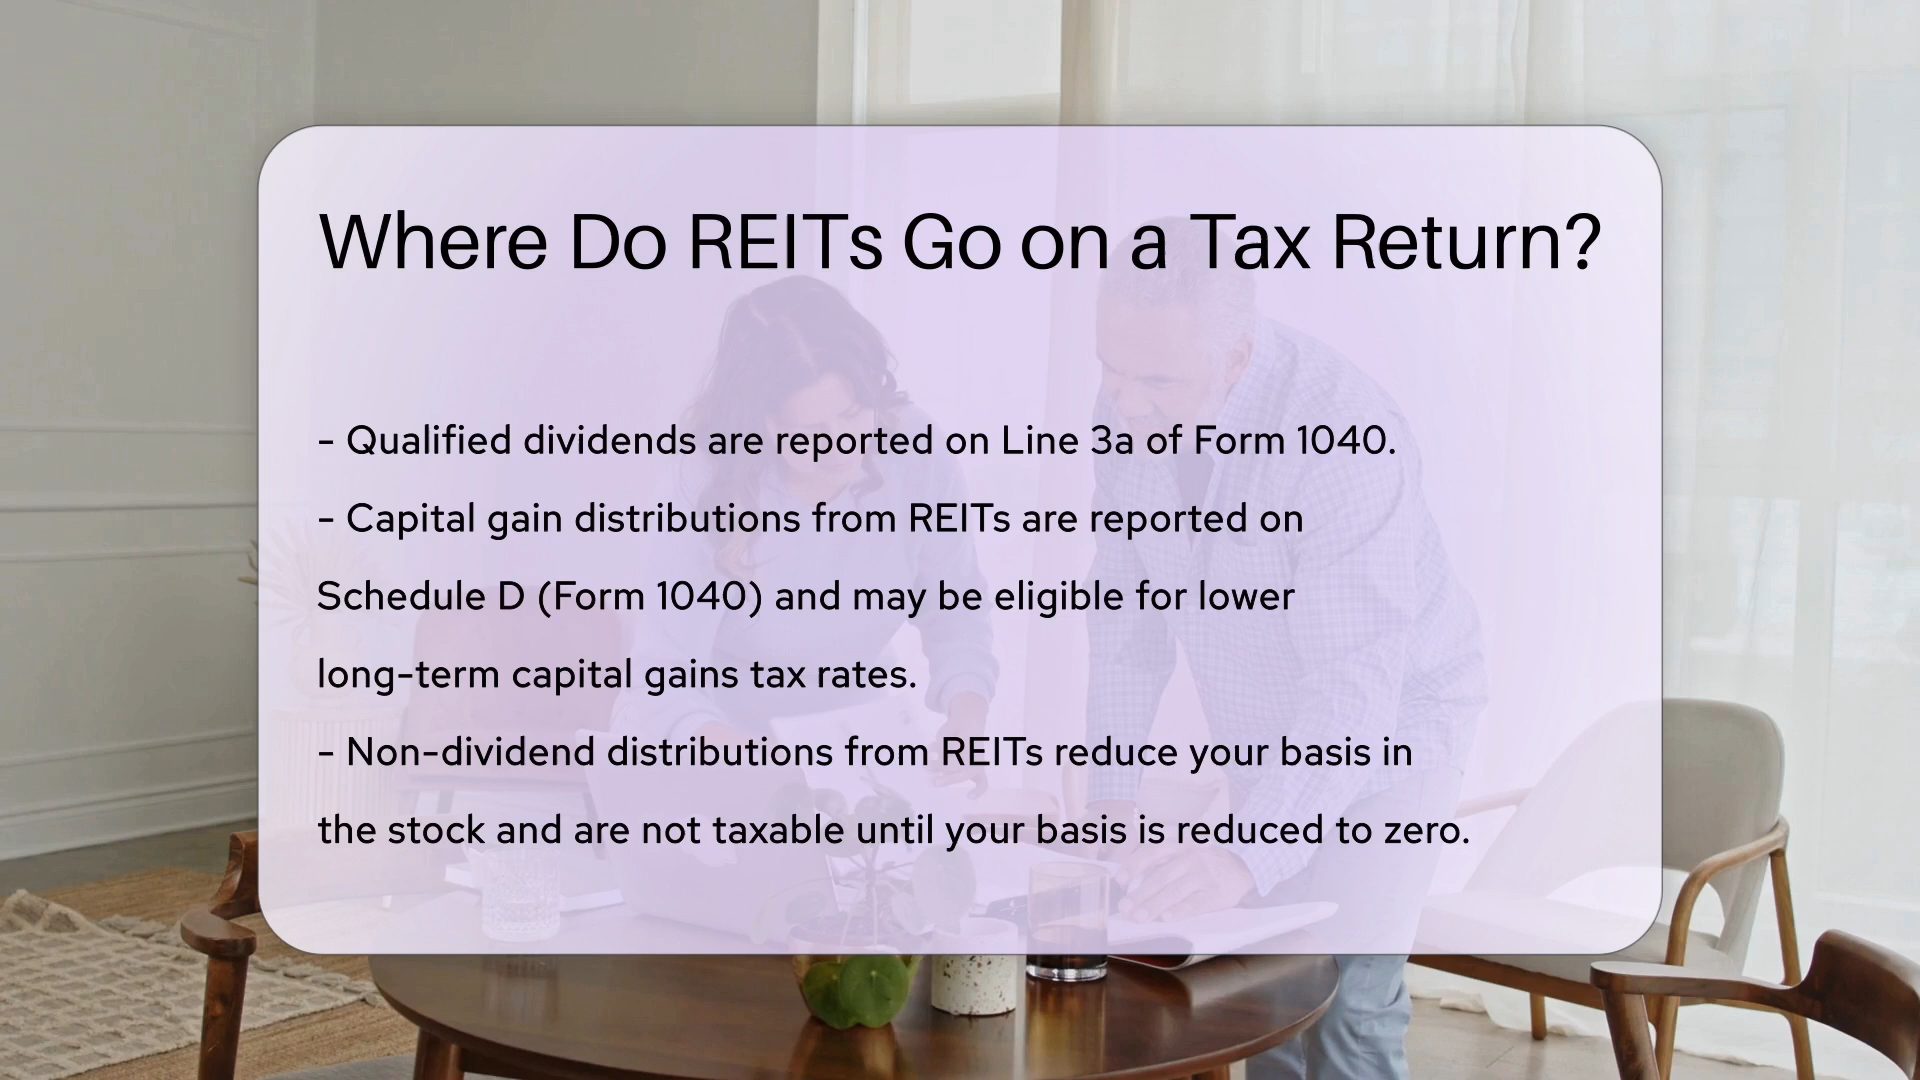 Where Do REITs Go on a Tax Return?
- Qualified dividends are reported on Line 3a of Form 1040.
- Capital gain distributions from REITs are reported on
Schedule D (Form 1040) and may be eligible for lower
long-term capital gains tax rates.
- Non-dividend distributions from REITs reduce your basis in
the stock and are not taxable until your basis is reduced to zero.